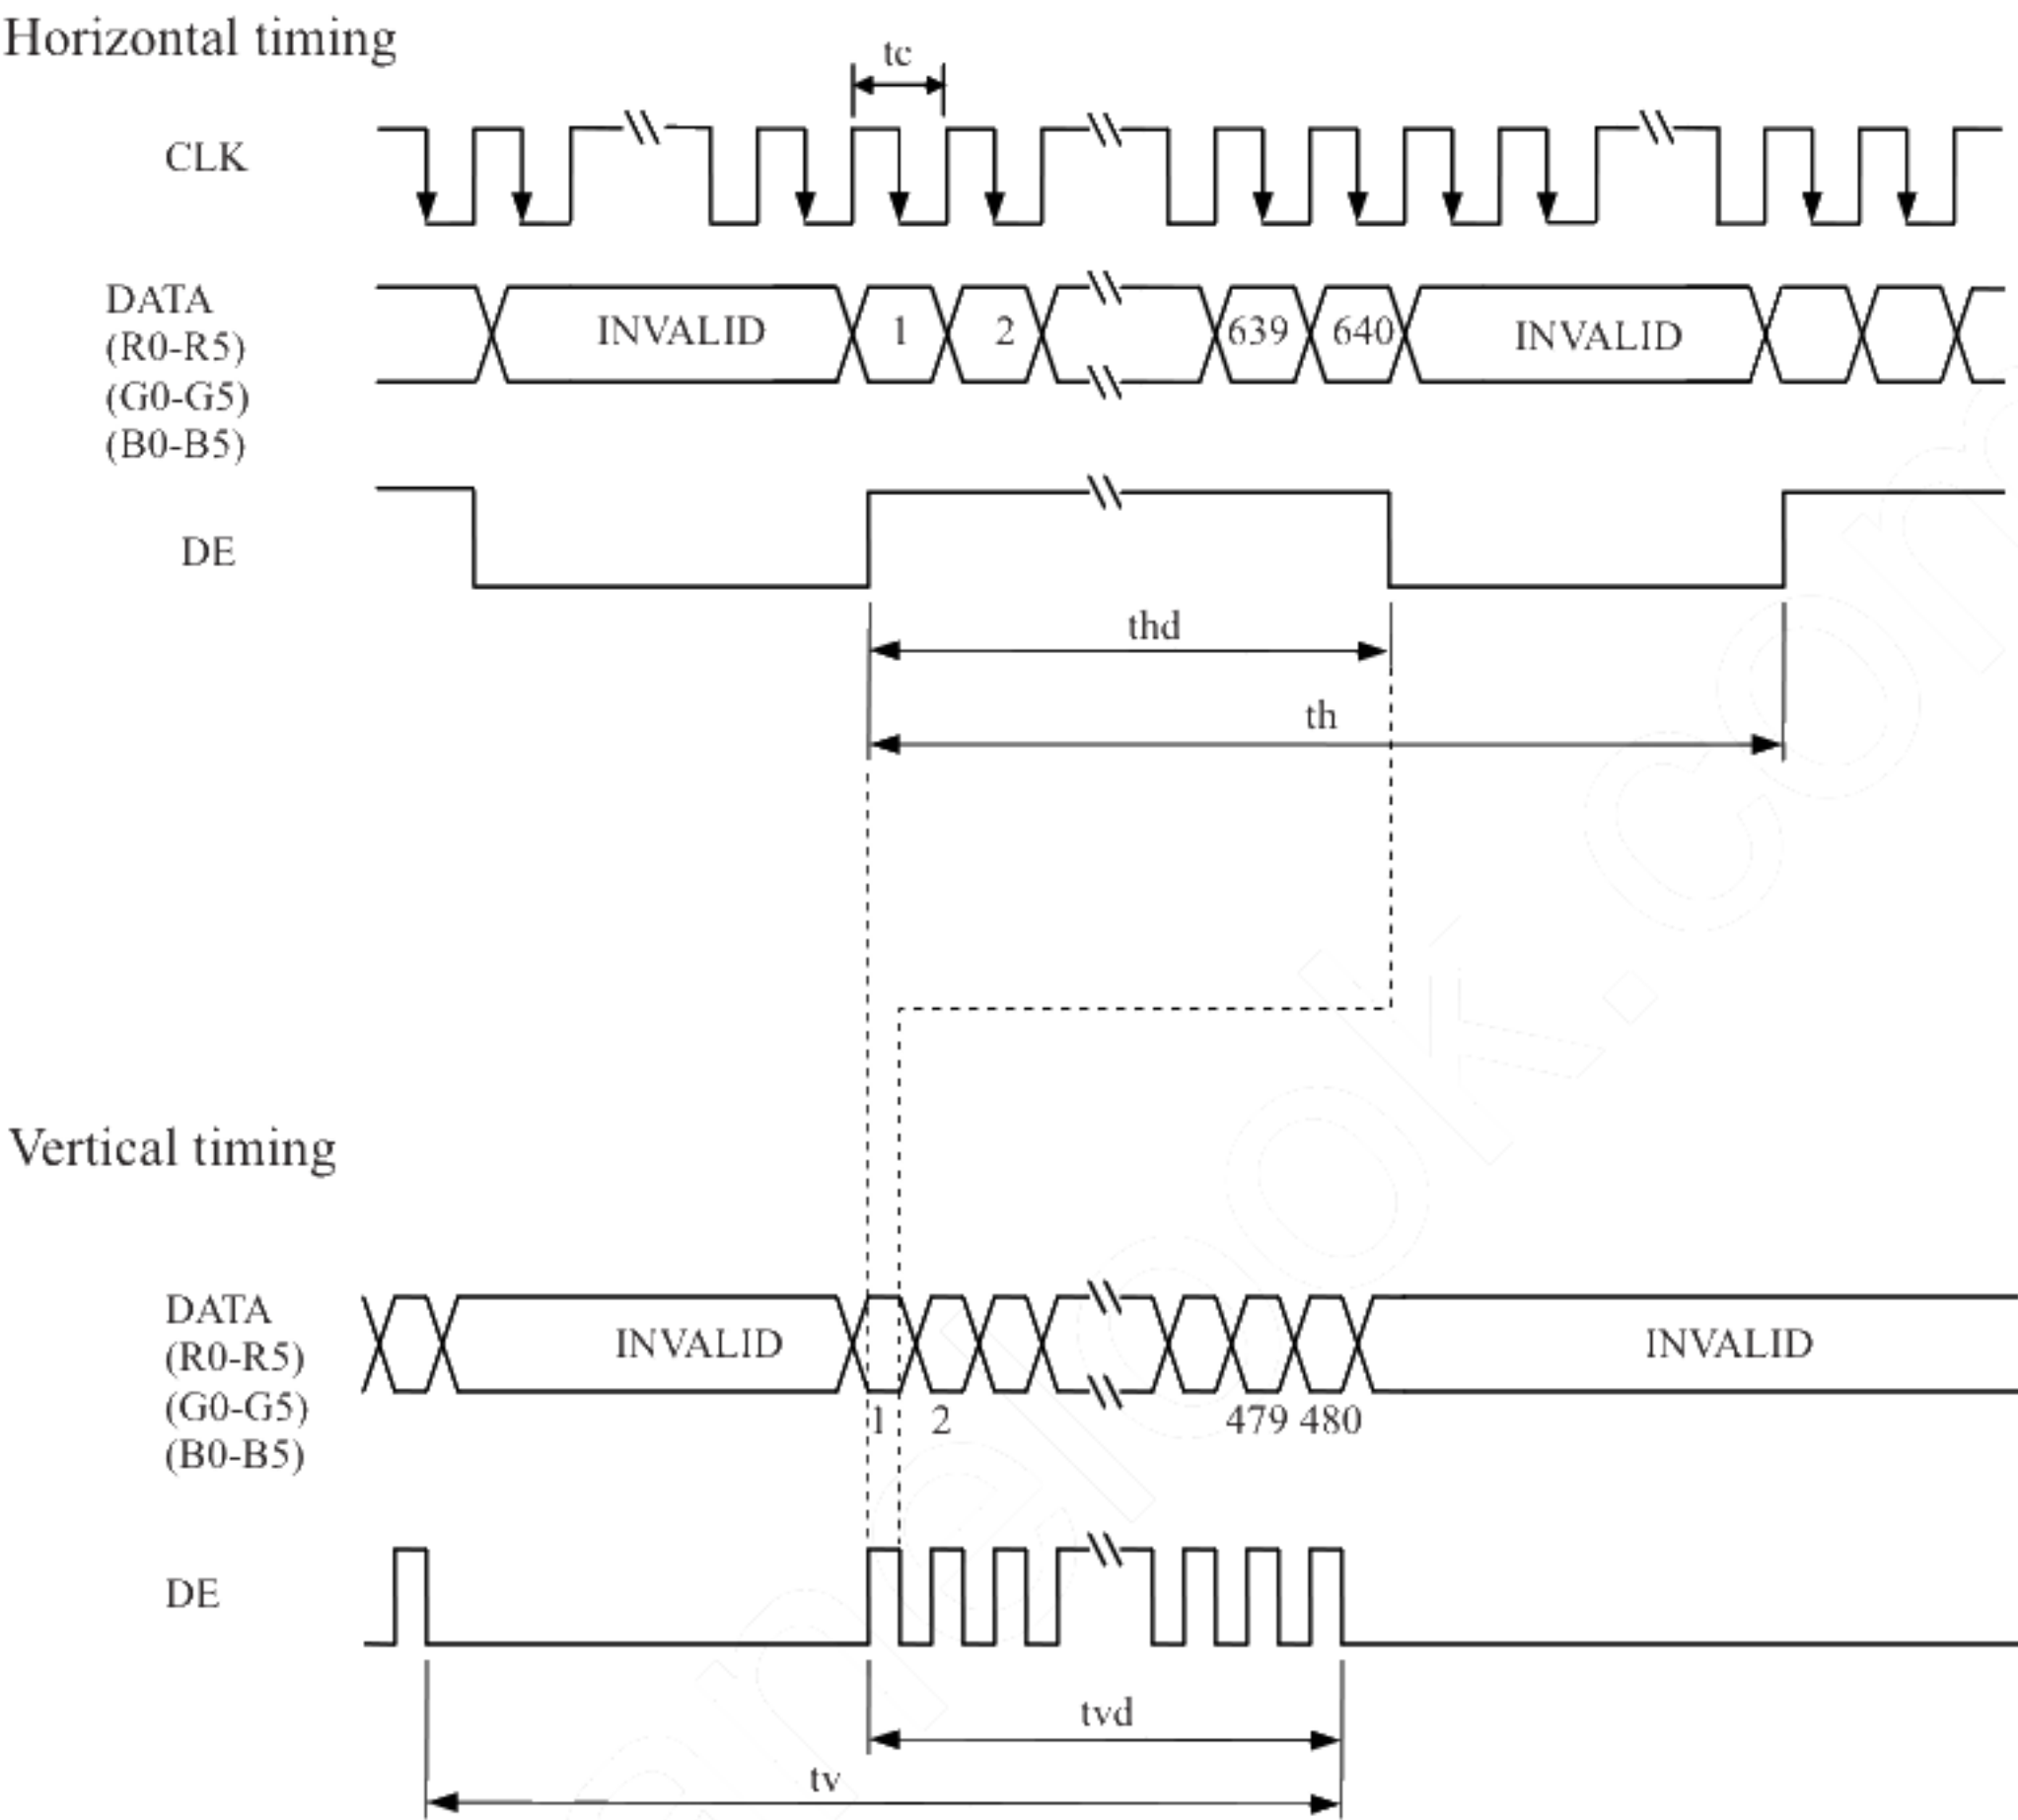 Horizontal timing
tc
CLK
DATA
(R0-R5)
(G0-G5)
(B0-B5)
INVALID 1 2 639 640 INVALID
DE
thd
th
Vertical timing
DATA
(R0-R5)
(G0-G5)
(B0-B5)
INVALID INVALID
1 2 479 480
DE
tvd
tv